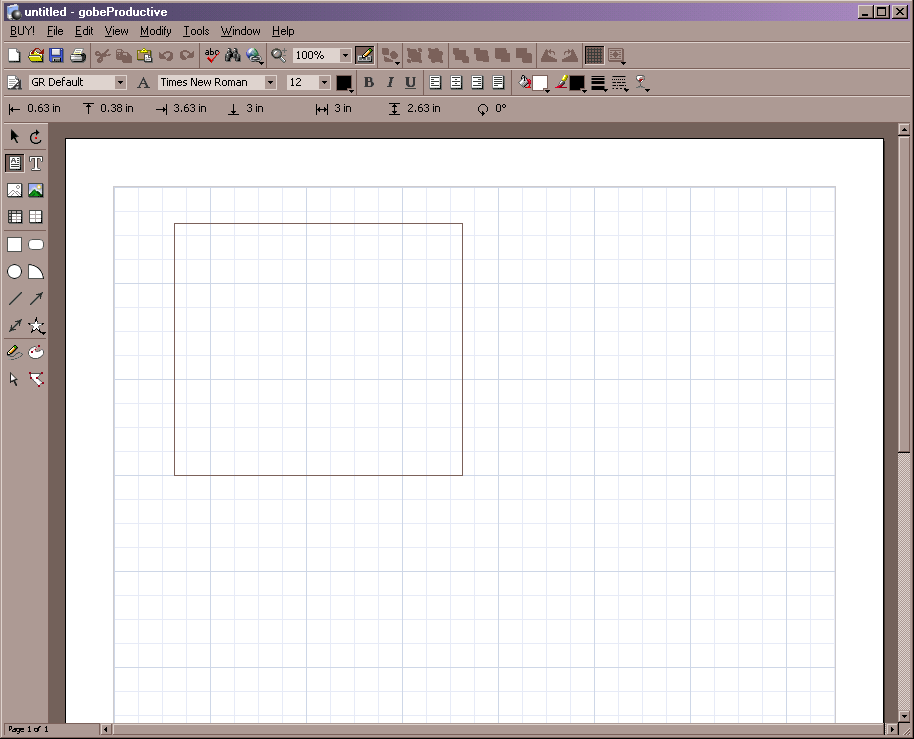 untitled - gobeProductive
BUY! File Edit View Modify Tools Window Help
abc 100%
GR Default A Times New Roman 12 B I U
0.63 in 0.38 in 3.63 in 3 in 3 in 2.63 in 0°
A T
Page 1 of 1